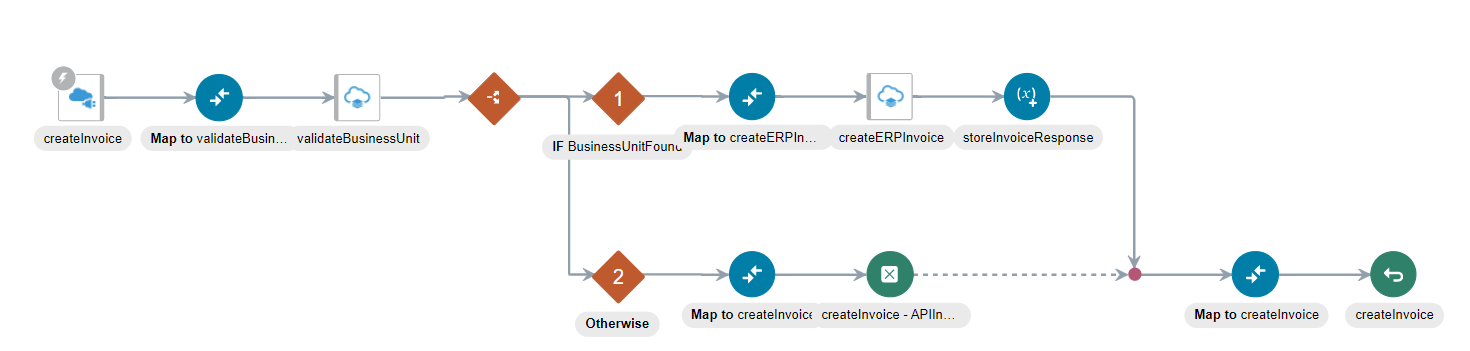 1
(x)
createInvoice
Map to validateBusin...
validateBusinessUnit
IF BusinessUnitFound
Map to createERPIn...
createERPInvoice
storeInvoiceResponse
2
Otherwise
Map to createInvoice
createInvoice - APIIn...
Map to createInvoice
createInvoice